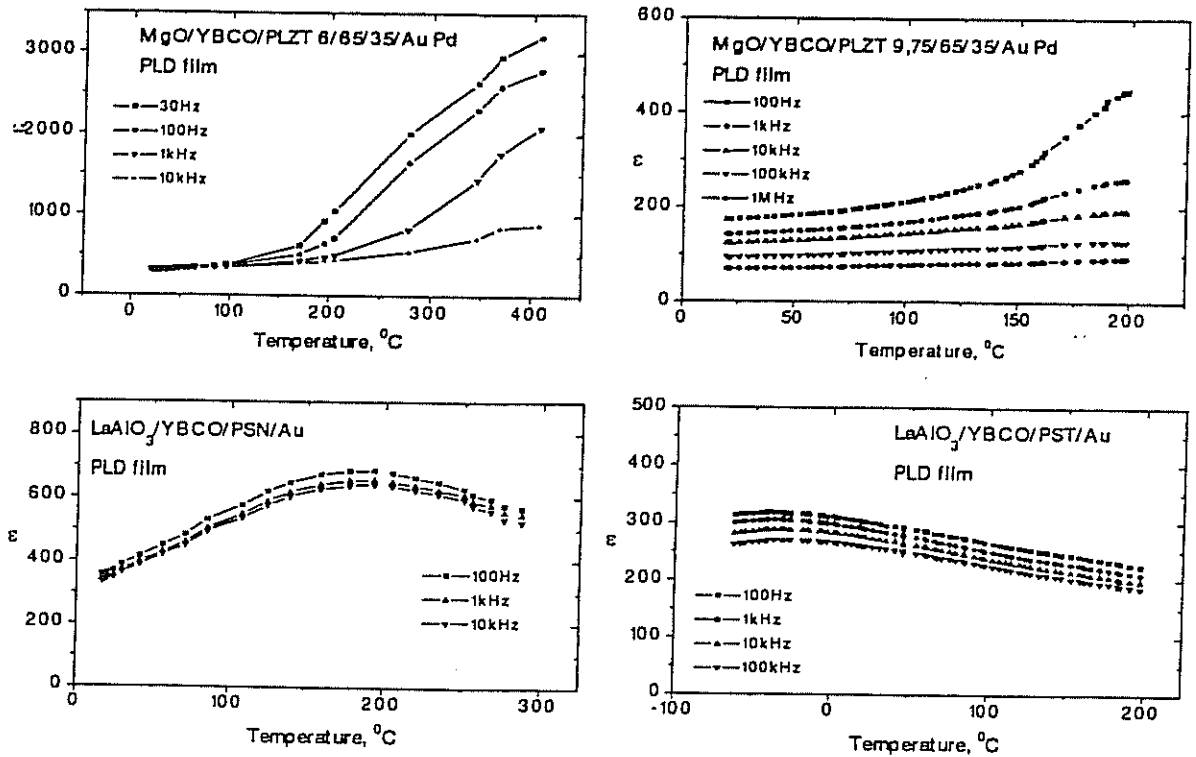 MgO/YBCO/PLZT 6/65/35/Au Pd
PLD film
30Hz
100Hz
1kHz
10kHz
3000
2000
1000
0
0 100 200 300 400
Temperature, °C
MgO/YBCO/PLZT 9,75/65/35/Au Pd
PLD film
100Hz
1kHz
10kHz
100kHz
1MHz
600
400
200
0
ε
0 50 100 150 200
Temperature, °C
LaAlO3/YBCO/PSN/Au
PLD film
100Hz
1kHz
10kHz
800
600
400
200
0
ε
0 100 200 300
Temperature, °C
LaAlO3/YBCO/PST/Au
PLD film
100Hz
1kHz
10kHz
100kHz
500
400
300
200
100
0
ε
-100 0 100 200
Temperature, °C